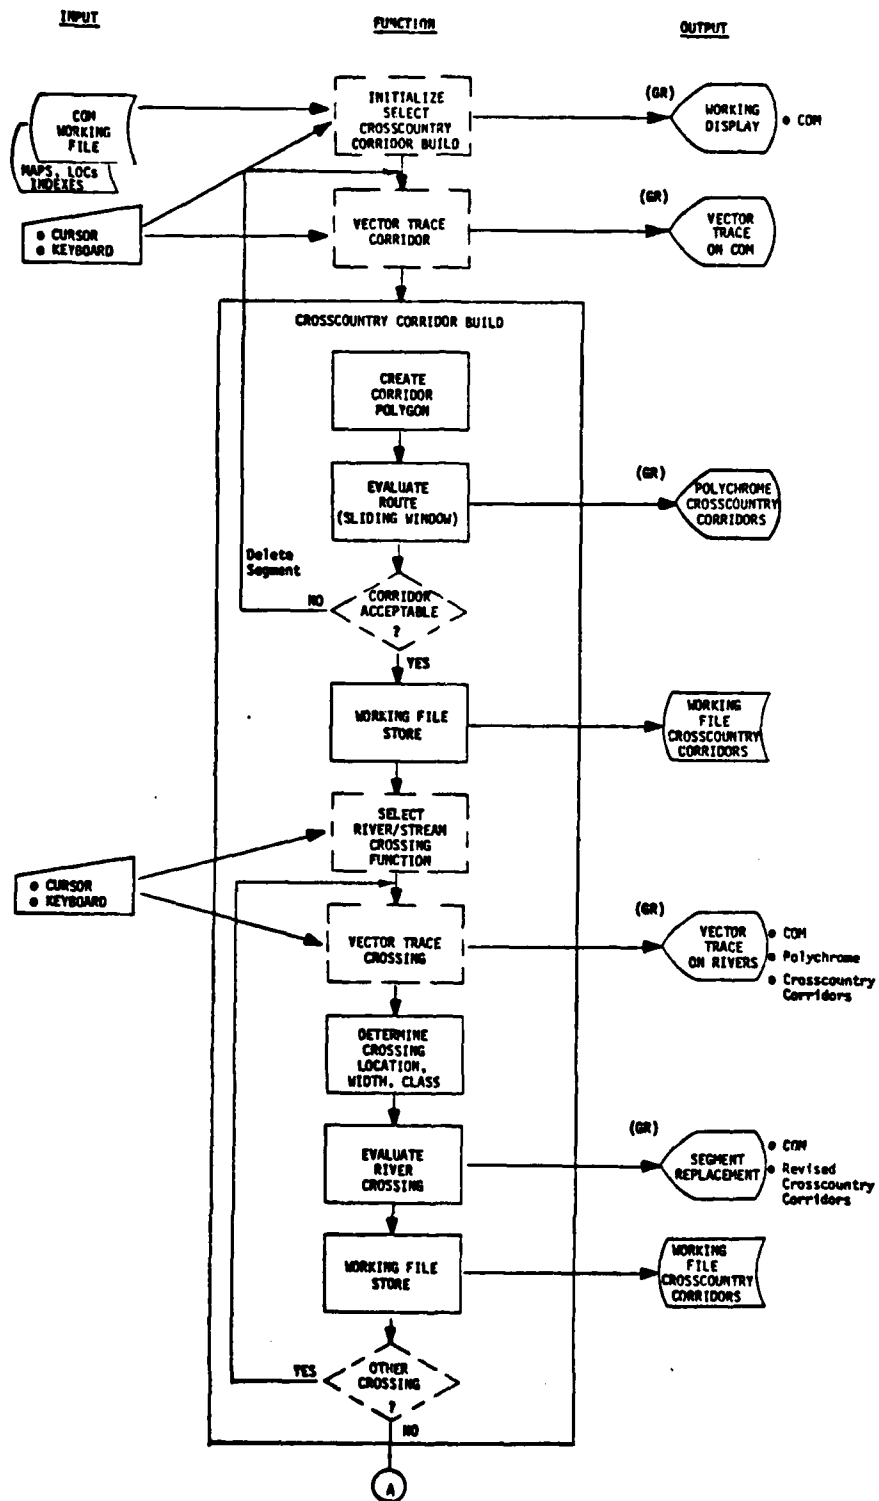 INPUT
FUNCTION
OUTPUT
COM
WORKING
FILE
MAPS, LOCs
INDEXES
INITIALIZE
SELECT
CROSSCOUNTRY
CORRIDOR BUILD
(GR)
WORKING
DISPLAY
● COM
● CURSOR
● KEYBOARD
VECTOR TRACE
CORRIDOR
(GR)
VECTOR
TRACE
ON COM
CROSSCOUNTRY CORRIDOR BUILD
CREATE
CORRIDOR
POLYGON
EVALUATE
ROUTE
(SLIDING WINDOW)
(GR)
POLYCHROME
CROSSCOUNTRY
CORRIDORS
Delete
Segment
NO
CORRIDOR
ACCEPTABLE
?
YES
WORKING FILE
STORE
WORKING
FILE
CROSSCOUNTRY
CORRIDORS
SELECT
RIVER/STREAM
CROSSING
FUNCTION
● CURSOR
● KEYBOARD
VECTOR TRACE
CROSSING
(GR)
VECTOR
TRACE
ON RIVERS
● COM
● Polychrome
● Crosscountry
Corridors
DETERMINE
CROSSING
LOCATION,
WIDTH, CLASS
EVALUATE
RIVER
CROSSING
(GR)
SEGMENT
REPLACEMENT
● COM
● Revised
Crosscountry
Corridors
WORKING FILE
STORE
WORKING
FILE
CROSSCOUNTRY
CORRIDORS
YES
OTHER
CROSSING
?
NO
A